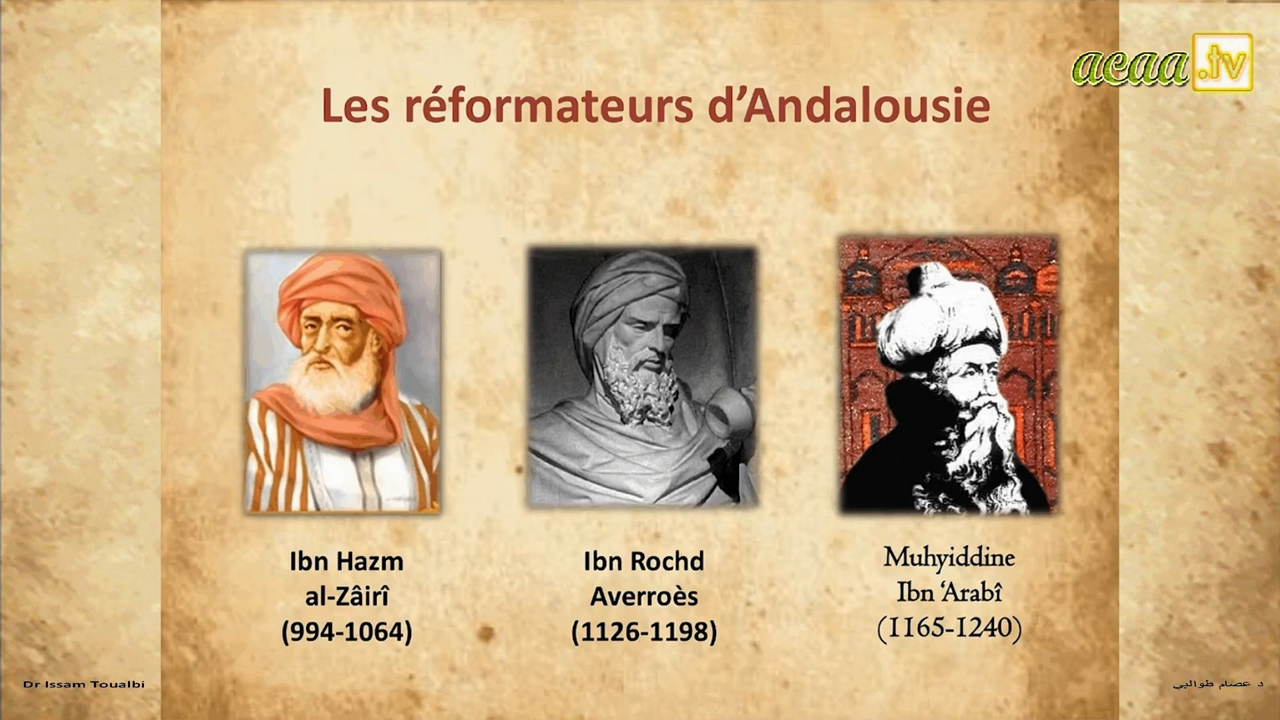 acaa.tv
Les réformateurs d’Andalousie
Ibn Hazm
al-Zâirî
(994-1064)
Ibn Rochd
Averroès
(1126-1198)
Muhyiddine
Ibn ‘Arabî
(1165-1240)
Dr Issam Toualbi
د عصام طوالبي